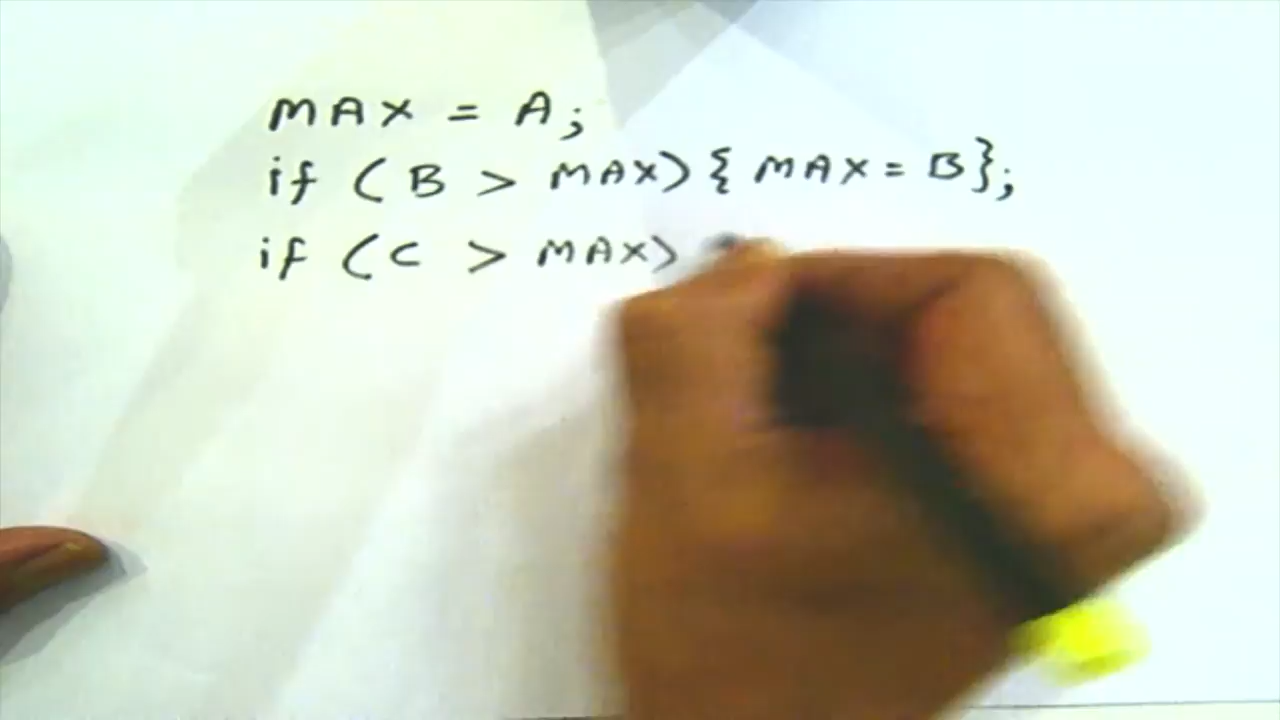 MAX = A;
if (B > MAX) { MAX = B};
if (C > MAX)